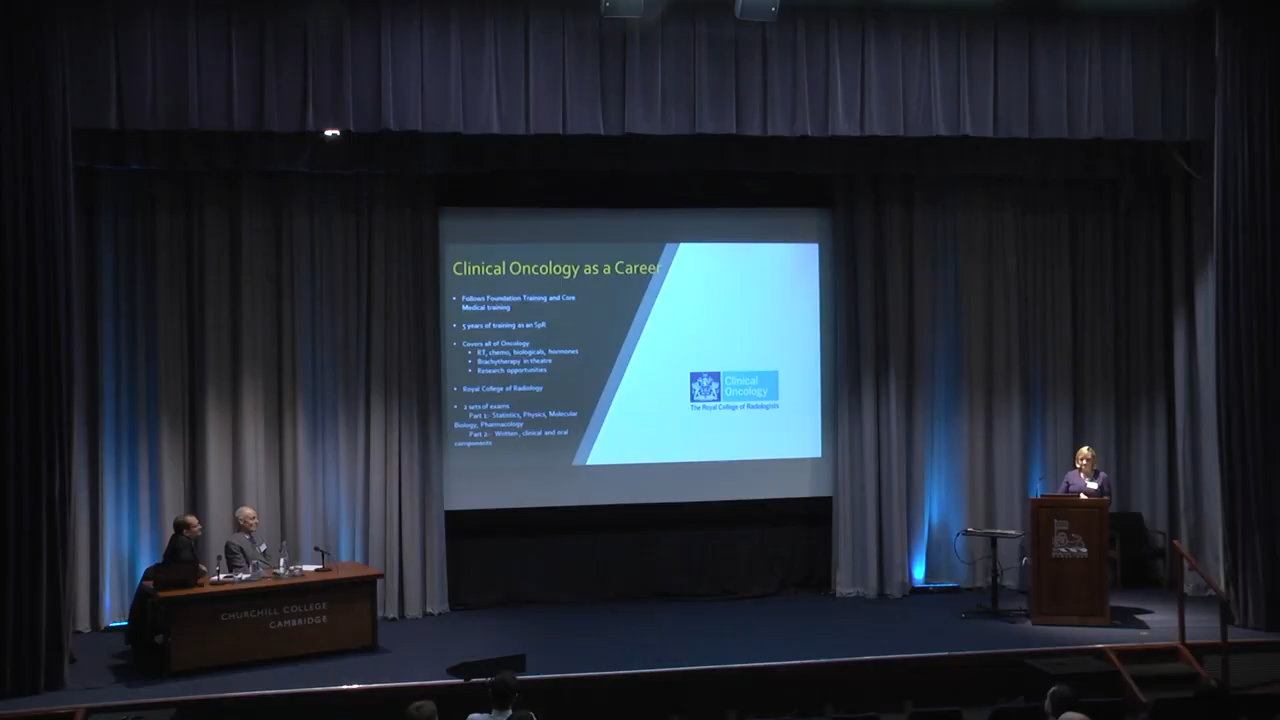 Clinical Oncology as a Career
• Follows Foundation Training and Core
Medical training
• 5 years of training as an SpR
• Covers all of Oncology
• RT, chemo, biologicals, hormones
• Brachytherapy in theatre
• Research opportunities
• Royal College of Radiology
• 2 sets of exams
Part 1:- Statistics, Physics, Molecular
Biology, Pharmacology
Part 2:- Written, clinical and oral
components
Clinical
Oncology
The Royal College of Radiologists
CHURCHILL COLLEGE
CAMBRIDGE